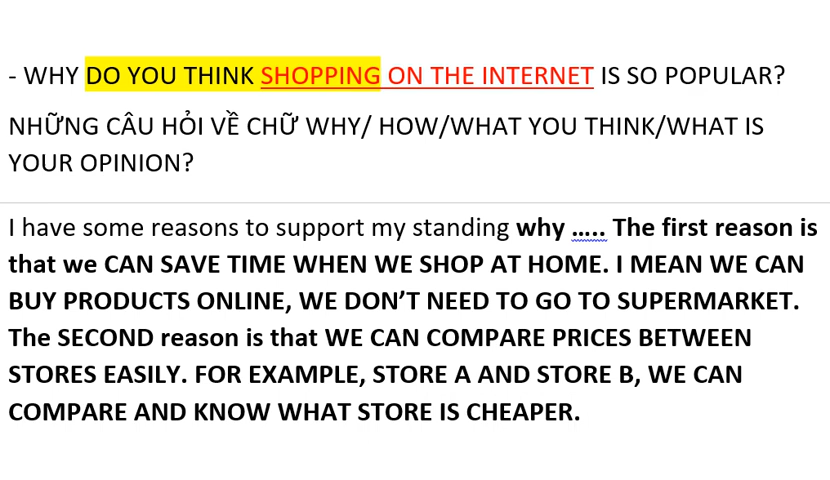 - WHY DO YOU THINK SHOPPING ON THE INTERNET IS SO POPULAR?
NHỮNG CÂU HỎI VỀ CHỮ WHY/ HOW/WHAT YOU THINK/WHAT IS
YOUR OPINION?
I have some reasons to support my standing why ..... The first reason is
that we CAN SAVE TIME WHEN WE SHOP AT HOME. I MEAN WE CAN
BUY PRODUCTS ONLINE, WE DON’T NEED TO GO TO SUPERMARKET.
The SECOND reason is that WE CAN COMPARE PRICES BETWEEN
STORES EASILY. FOR EXAMPLE, STORE A AND STORE B, WE CAN
COMPARE AND KNOW WHAT STORE IS CHEAPER.